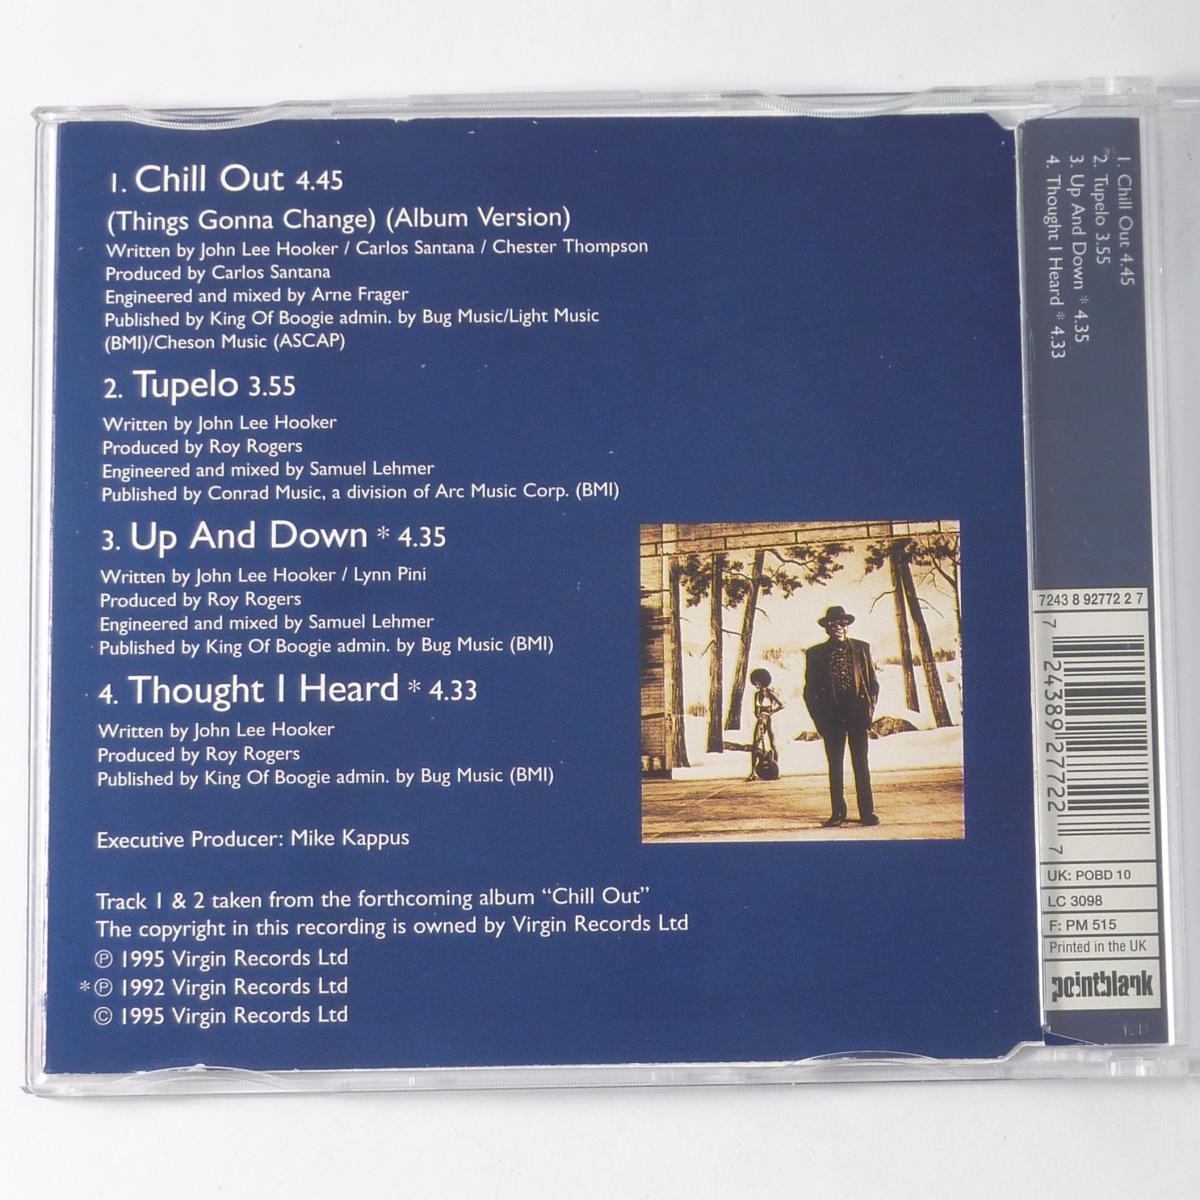 1. Chill Out 4.45
(Things Gonna Change) (Album Version)
Written by John Lee Hooker / Carlos Santana / Chester Thompson
Produced by Carlos Santana
Engineered and mixed by Arne Frager
Published by King Of Boogie admin. by Bug Music/Light Music
(BMI)/Cheson Music (ASCAP)
2. Tupelo 3.55
Written by John Lee Hooker
Produced by Roy Rogers
Engineered and mixed by Samuel Lehmer
Published by Conrad Music, a division of Arc Music Corp. (BMI)
3. Up And Down * 4.35
Written by John Lee Hooker / Lynn Pini
Produced by Roy Rogers
Engineered and mixed by Samuel Lehmer
Published by King Of Boogie admin. by Bug Music (BMI)
4. Thought I Heard * 4.33
Written by John Lee Hooker
Produced by Roy Rogers
Published by King Of Boogie admin. by Bug Music (BMI)
Executive Producer: Mike Kappus
Track 1 & 2 taken from the forthcoming album “Chill Out”
The copyright in this recording is owned by Virgin Records Ltd
℗ 1995 Virgin Records Ltd
*℗ 1992 Virgin Records Ltd
© 1995 Virgin Records Ltd
1. Chill Out 4.45
2. Tupelo 3.55
3. Up And Down * 4.35
4. Thought I Heard * 4.33
7243 8 92772 2 7
7 24389 27722 7
UK: POBD 10
LC 3098
F: PM 515
Printed in the UK
pointblank